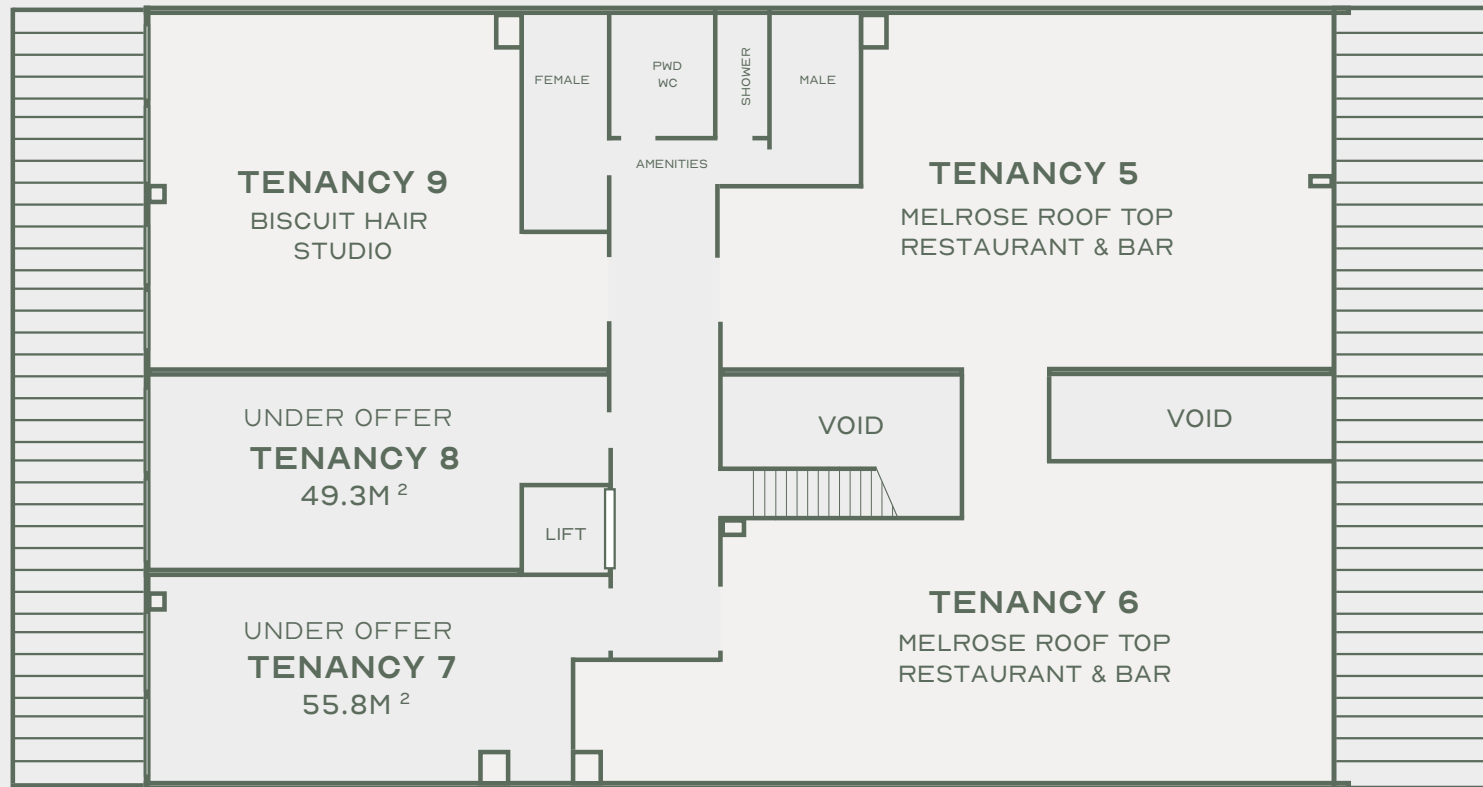 FEMALE
PWD
WC
SHOWER
MALE
AMENITIES
TENANCY 9
BISCUIT HAIR
STUDIO
TENANCY 5
MELROSE ROOF TOP
RESTAURANT & BAR
UNDER OFFER
TENANCY 8
49.3M ²
VOID
VOID
LIFT
UNDER OFFER
TENANCY 7
55.8M ²
TENANCY 6
MELROSE ROOF TOP
RESTAURANT & BAR